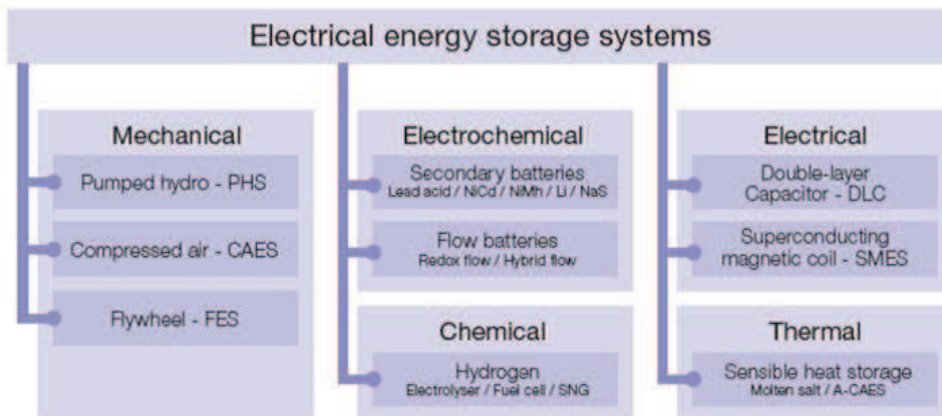 Electrical energy storage systems
Mechanical
Pumped hydro - PHS
Compressed air - CAES
Flywheel - FES
Electrochemical
Secondary batteries
Lead acid / NiCd / NiMh / Li / NaS
Flow batteries
Redox flow / Hybrid flow
Chemical
Hydrogen
Electrolyser / Fuel cell / SNG
Electrical
Double-layer
Capacitor - DLC
Superconducting
magnetic coil - SMES
Thermal
Sensible heat storage
Molten salt / A-CAES